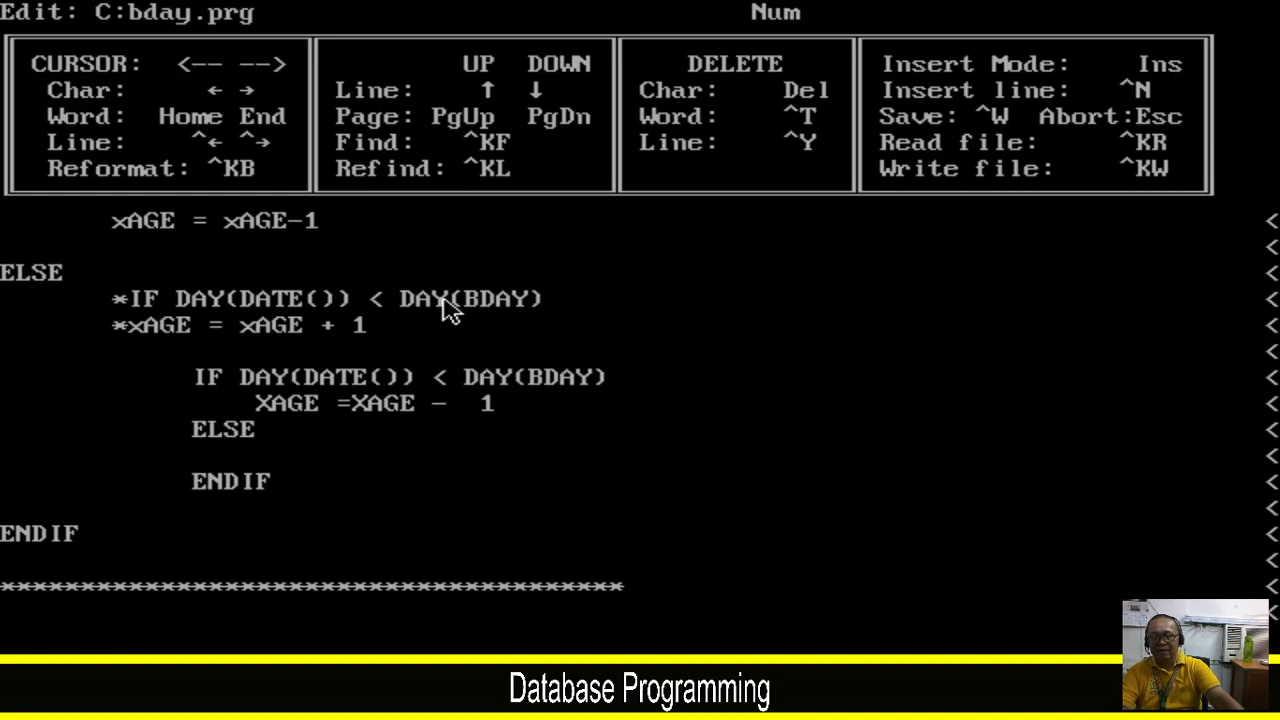 Edit: C:bday.prg Num
CURSOR: <-- --> UP DOWN DELETE Insert Mode: Ins
Char: ← → Line: ↑ ↓ Char: Del Insert line: ^N
Word: Home End Page: PgUp PgDn Word: ^T Save: ^W Abort:Esc
Line: ^← ^→ Find: ^KF Line: ^Y Read file: ^KR
Reformat: ^KB Refind: ^KL Write file: ^KW
xAGE = xAGE-1 <
<
ELSE <
*IF DAY(DATE()) < DAY(BDAY) <
*xAGE = xAGE + 1 <
<
IF DAY(DATE()) < DAY(BDAY) <
XAGE =XAGE - 1 <
ELSE <
<
ENDIF <
<
ENDIF <
<
*************************************** <
<
Database Programming